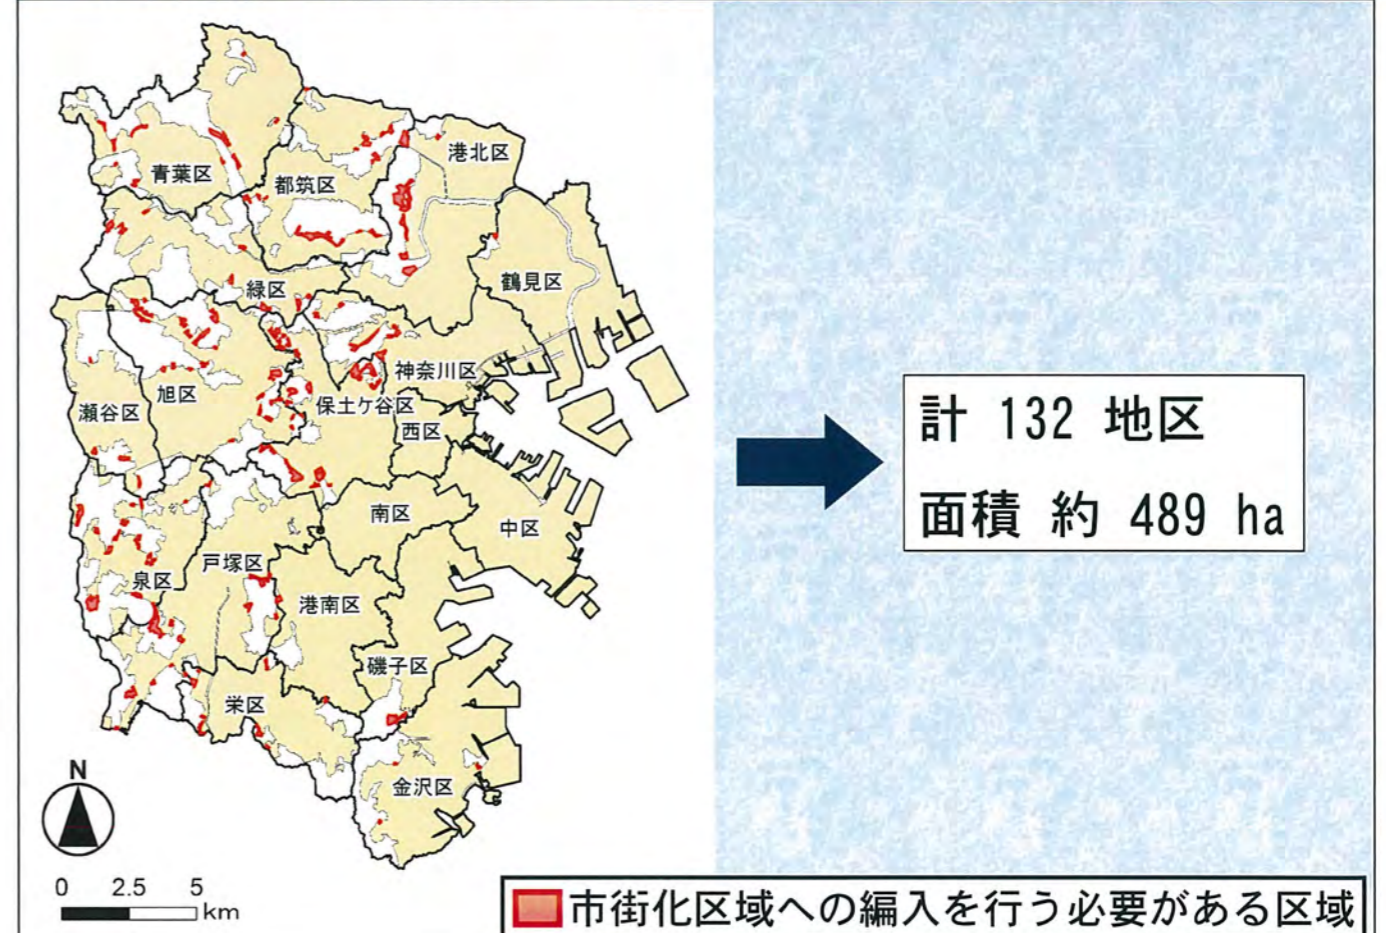 青葉区
都筑区
港北区
鶴見区
緑区
旭区
瀬谷区
神奈川区
保土ケ谷区
西区
南区
中区
戸塚区
泉区
港南区
磯子区
栄区
金沢区
N
0 2.5 5
km
計 132 地区
面積 約 489 ha
市街化区域への編入を行う必要がある区域